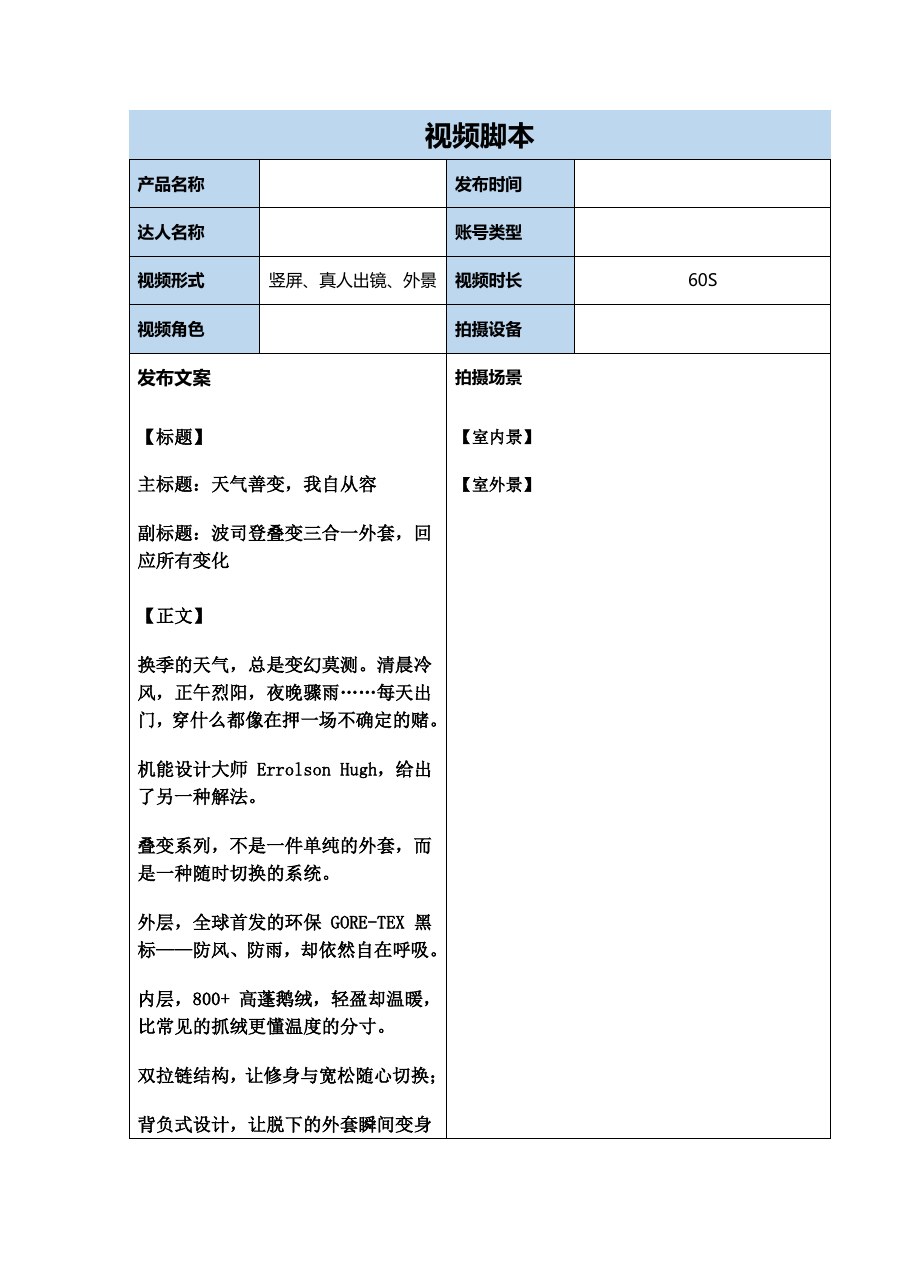 视频脚本
产品名称
发布时间
达人名称
账号类型
视频形式
竖屏、真人出镜、外景
视频时长
60S
视频角色
拍摄设备
发布文案
【标题】
主标题：天气善变，我自从容
副标题：波司登叠变三合一外套，回
应所有变化
【正文】
换季的天气，总是变幻莫测。清晨冷
风，正午烈阳，夜晚骤雨……每天出
门，穿什么都像在押一场不确定的赌。
机能设计大师 Errolson Hugh，给出
了另一种解法。
叠变系列，不是一件单纯的外套，而
是一种随时切换的系统。
外层，全球首发的环保 GORE-TEX 黑
标——防风、防雨，却依然自在呼吸。
内层，800+ 高蓬鹅绒，轻盈却温暖，
比常见的抓绒更懂温度的分寸。
双拉链结构，让修身与宽松随心切换；
背负式设计，让脱下的外套瞬间变身
拍摄场景
【室内景】
【室外景】